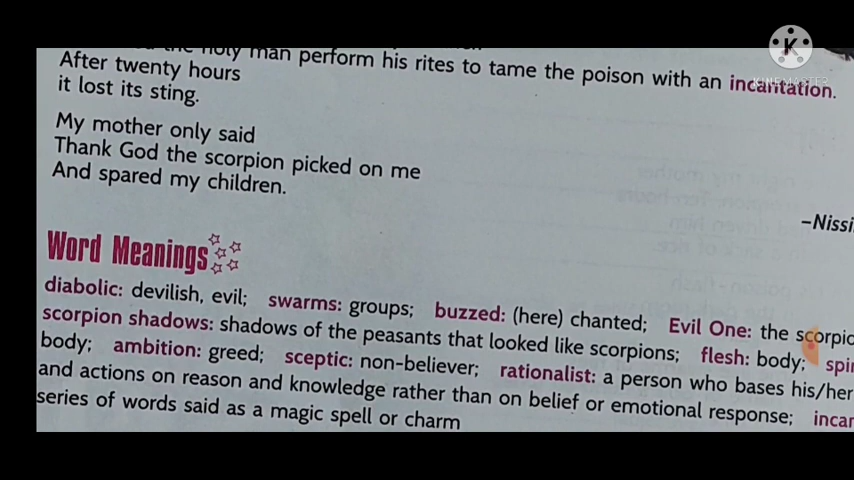 the holy man perform his rites to tame the poison with an incantation.
After twenty hours
it lost its sting.
My mother only said
Thank God the scorpion picked on me
And spared my children.
–Nissi
Word Meanings
diabolic: devilish, evil; swarms: groups; buzzed: (here) chanted; Evil One: the scorpio
scorpion shadows: shadows of the peasants that looked like scorpions; flesh: body; spin
body; ambition: greed; sceptic: non-believer; rationalist: a person who bases his/her
and actions on reason and knowledge rather than on belief or emotional response; incan
series of words said as a magic spell or charm
K
KINEMASTER